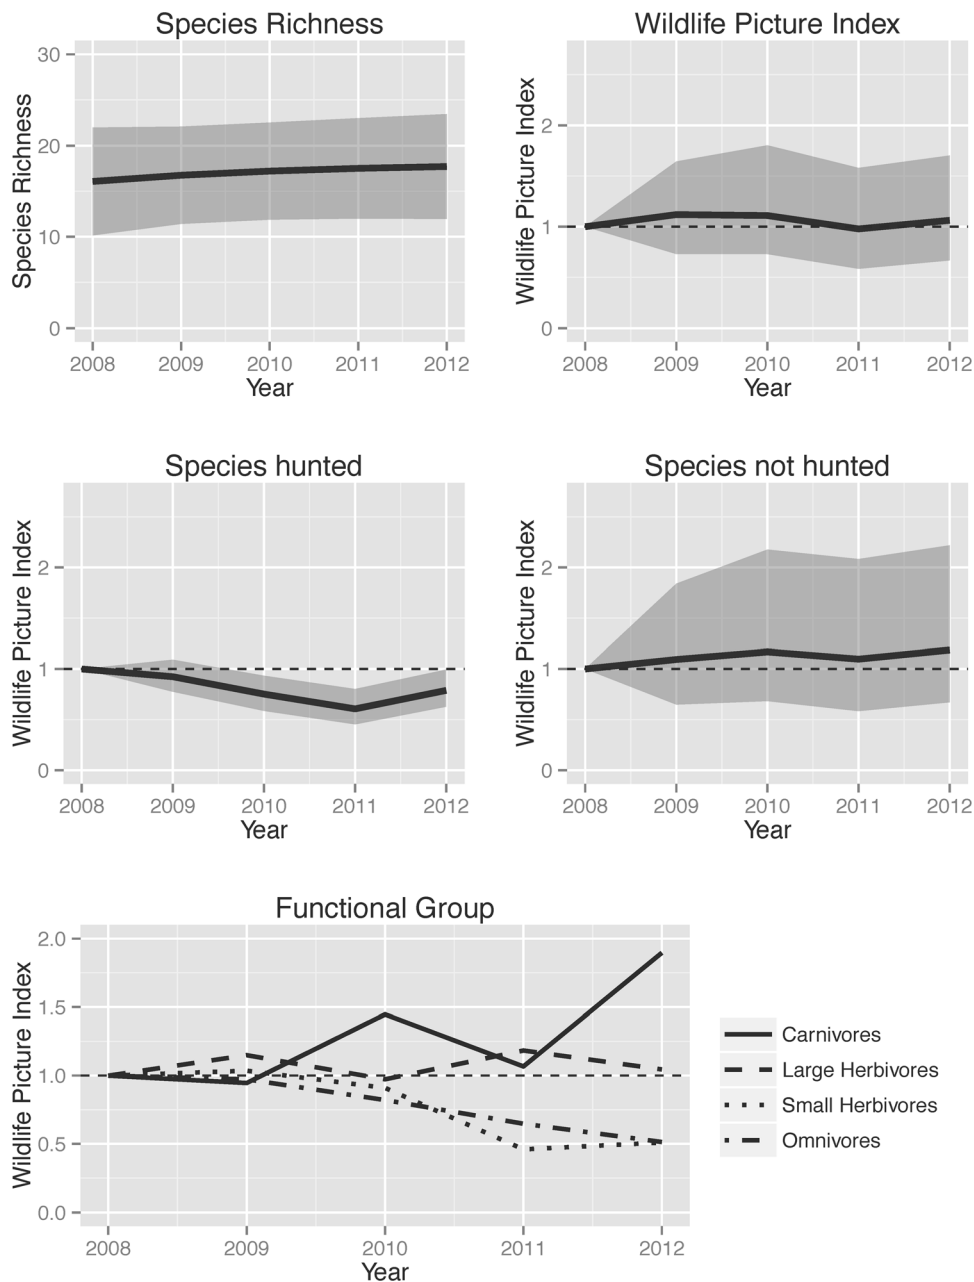 Species Richness
Species Richness
30
20
10
0
2008 2009 2010 2011 2012
Year
Wildlife Picture Index
Wildlife Picture Index
2
1
0
2008 2009 2010 2011 2012
Year
Species hunted
Wildlife Picture Index
2
1
0
2008 2009 2010 2011 2012
Year
Species not hunted
Wildlife Picture Index
2
1
0
2008 2009 2010 2011 2012
Year
Functional Group
Wildlife Picture Index
2.0
1.5
1.0
0.5
0.0
2008 2009 2010 2011 2012
Year
Carnivores
Large Herbivores
Small Herbivores
Omnivores